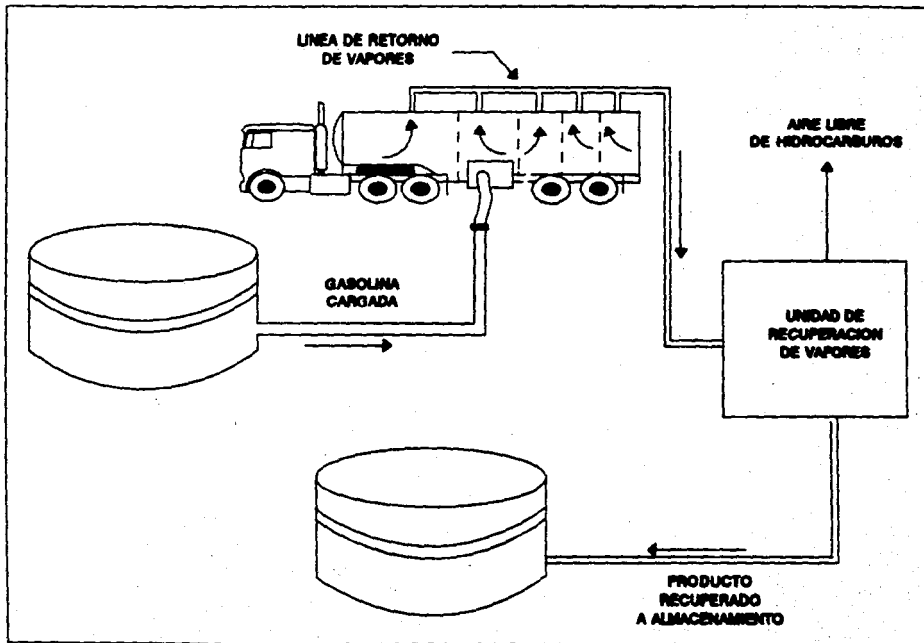 LINEA DE RETORNO
DE VAPORES
AIRE LIBRE
DE HIDROCARBUROS
GASOLINA
CARGADA
UNIDAD DE
RECUPERACION
DE VAPORES
PRODUCTO
RECUPERADO
A ALMACENAMIENTO